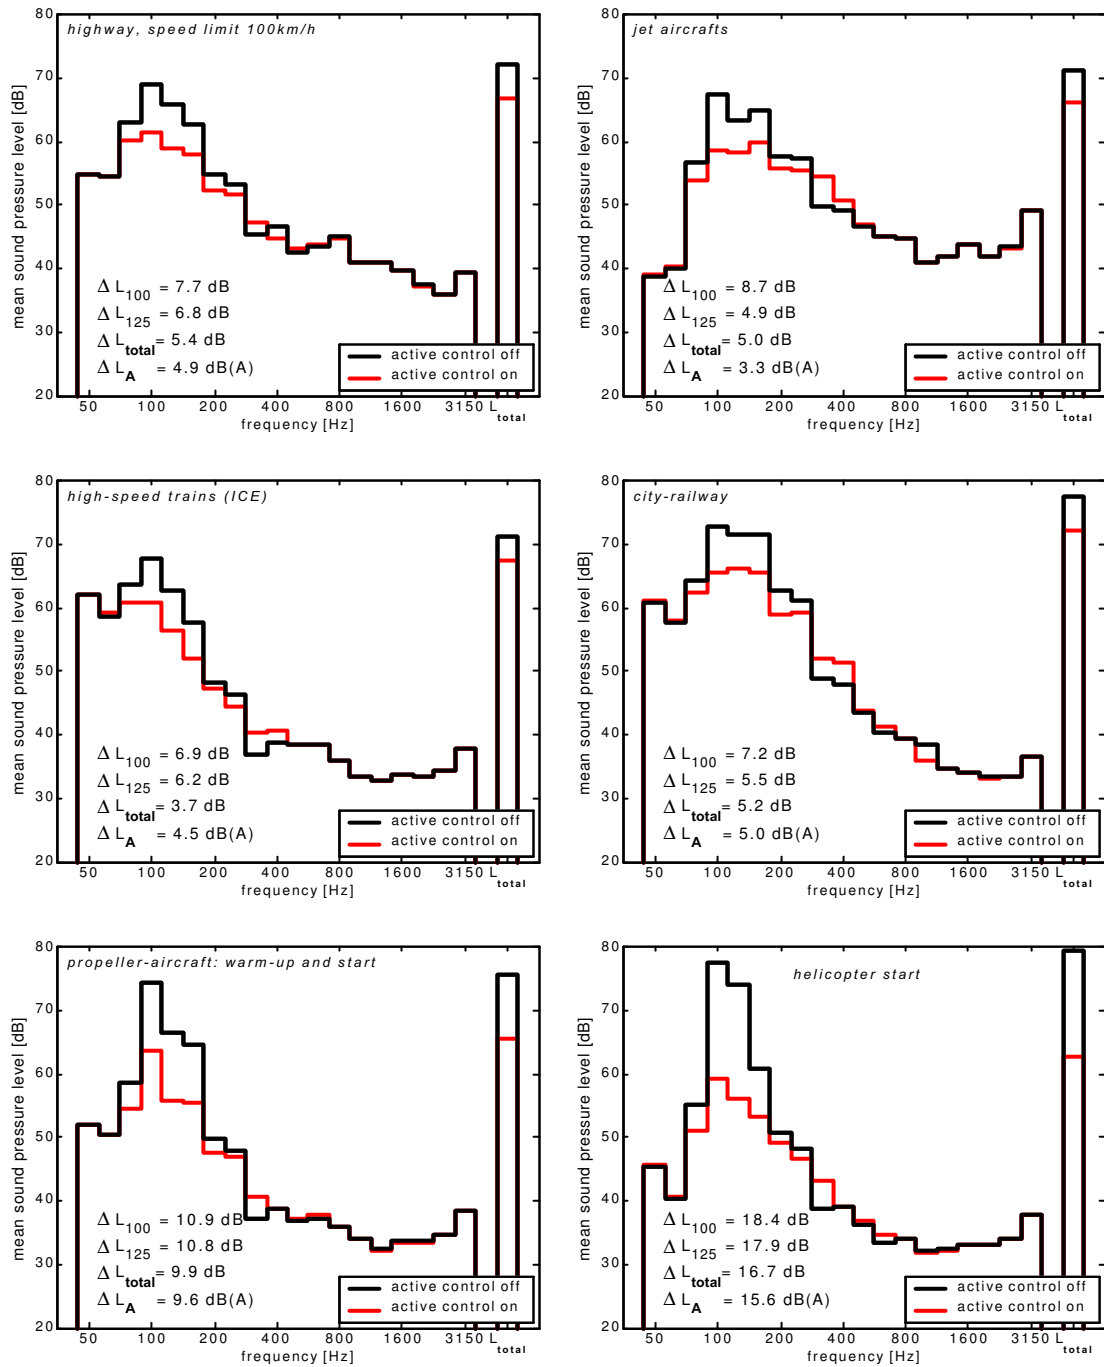 highway, speed limit 100km/h
mean sound pressure level [dB]
80
70
60
50
40
30
20
Δ L100 = 7.7 dB
Δ L125 = 6.8 dB
Δ Ltotal = 5.4 dB
Δ LA = 4.9 dB(A)
active control off
active control on
50 100 200 400 800 1600 3150 Ltotal
frequency [Hz]
jet aircrafts
mean sound pressure level [dB]
80
70
60
50
40
30
20
Δ L100 = 8.7 dB
Δ L125 = 4.9 dB
Δ Ltotal = 5.0 dB
Δ LA = 3.3 dB(A)
active control off
active control on
50 100 200 400 800 1600 3150 Ltotal
frequency [Hz]
high-speed trains (ICE)
mean sound pressure level [dB]
80
70
60
50
40
30
20
Δ L100 = 6.9 dB
Δ L125 = 6.2 dB
Δ Ltotal = 3.7 dB
Δ LA = 4.5 dB(A)
active control off
active control on
50 100 200 400 800 1600 3150 Ltotal
frequency [Hz]
city-railway
mean sound pressure level [dB]
80
70
60
50
40
30
20
Δ L100 = 7.2 dB
Δ L125 = 5.5 dB
Δ Ltotal = 5.2 dB
Δ LA = 5.0 dB(A)
active control off
active control on
50 100 200 400 800 1600 3150 Ltotal
frequency [Hz]
propeller-aircraft: warm-up and start
mean sound pressure level [dB]
80
70
60
50
40
30
20
Δ L100 = 10.9 dB
Δ L125 = 10.8 dB
Δ Ltotal = 9.9 dB
Δ LA = 9.6 dB(A)
active control off
active control on
50 100 200 400 800 1600 3150 Ltotal
frequency [Hz]
helicopter start
mean sound pressure level [dB]
80
70
60
50
40
30
20
Δ L100 = 18.4 dB
Δ L125 = 17.9 dB
Δ Ltotal = 16.7 dB
Δ LA = 15.6 dB(A)
active control off
active control on
50 100 200 400 800 1600 3150 Ltotal
frequency [Hz]